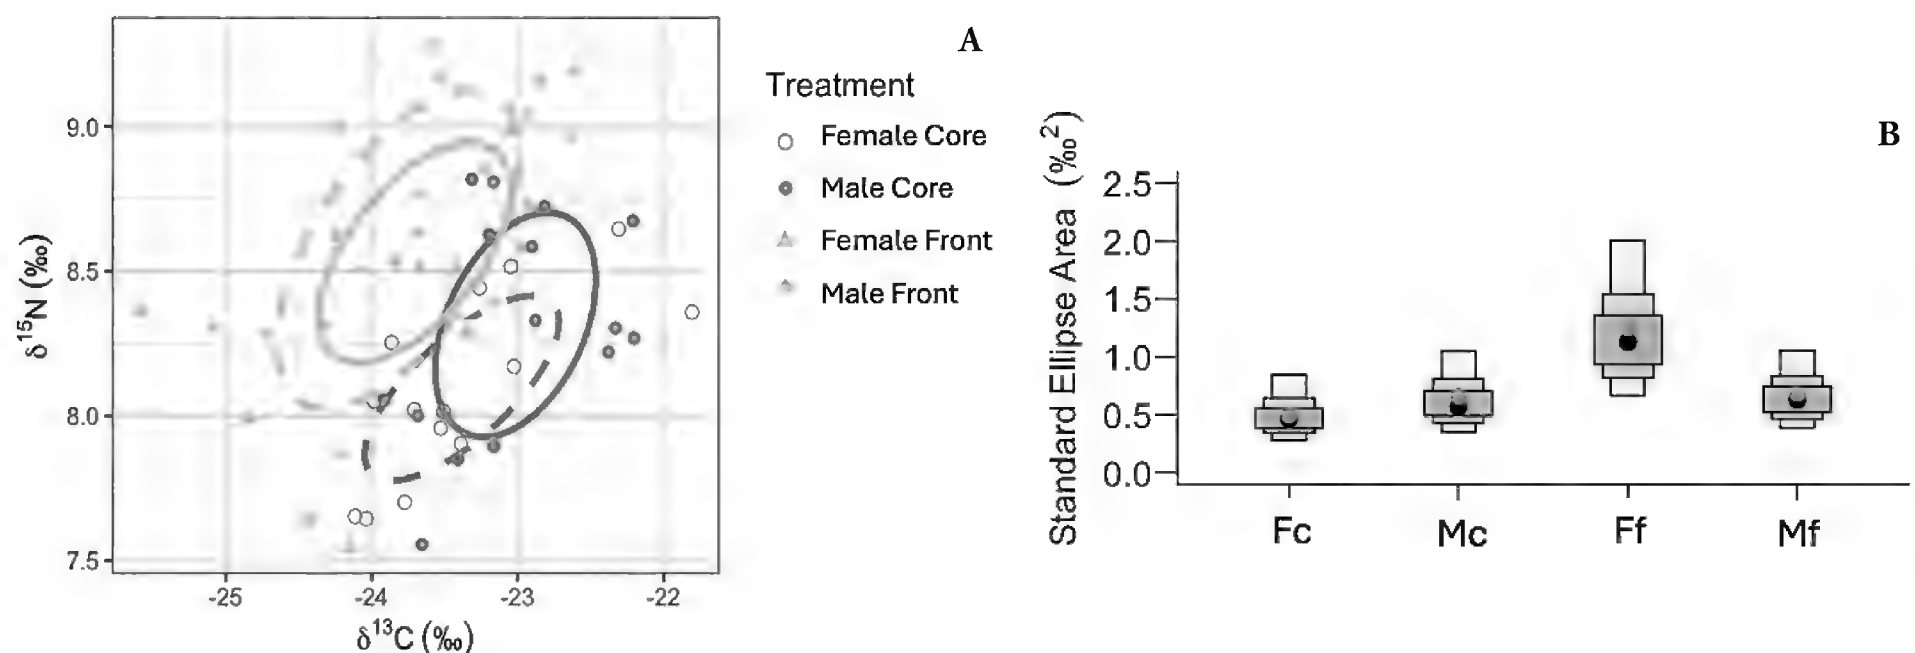 A
Treatment
Female Core
Male Core
Female Front
Male Front
δ¹⁵N (‰)
9.0
8.5
8.0
7.5
-25
-24
-23
-22
δ¹³C (‰)
B
Standard Ellipse Area (‰²)
2.5
2.0
1.5
1.0
0.5
0.0
Fc
Mc
Ff
Mf